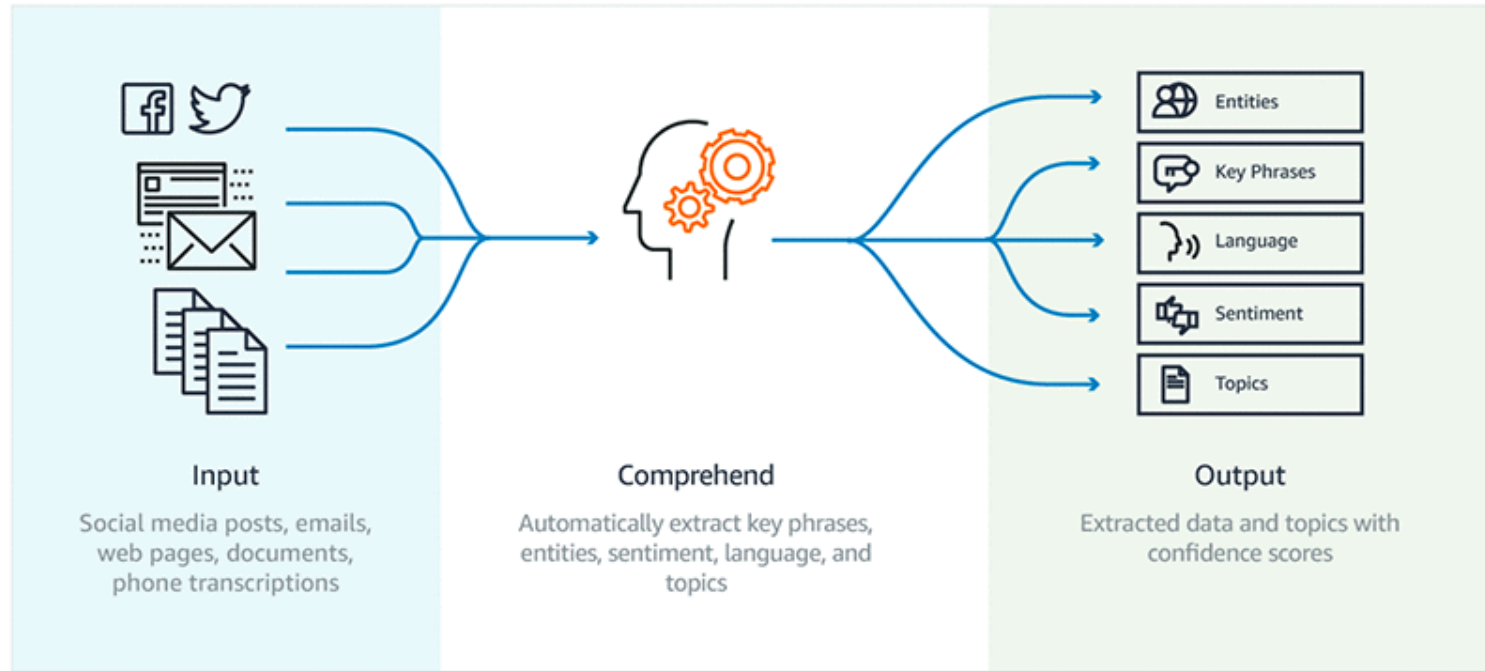 Entities
Key Phrases
Language
Sentiment
Topics
Input
Social media posts, emails,
web pages, documents,
phone transcriptions
Comprehend
Automatically extract key phrases,
entities, sentiment, language, and
topics
Output
Extracted data and topics with
confidence scores